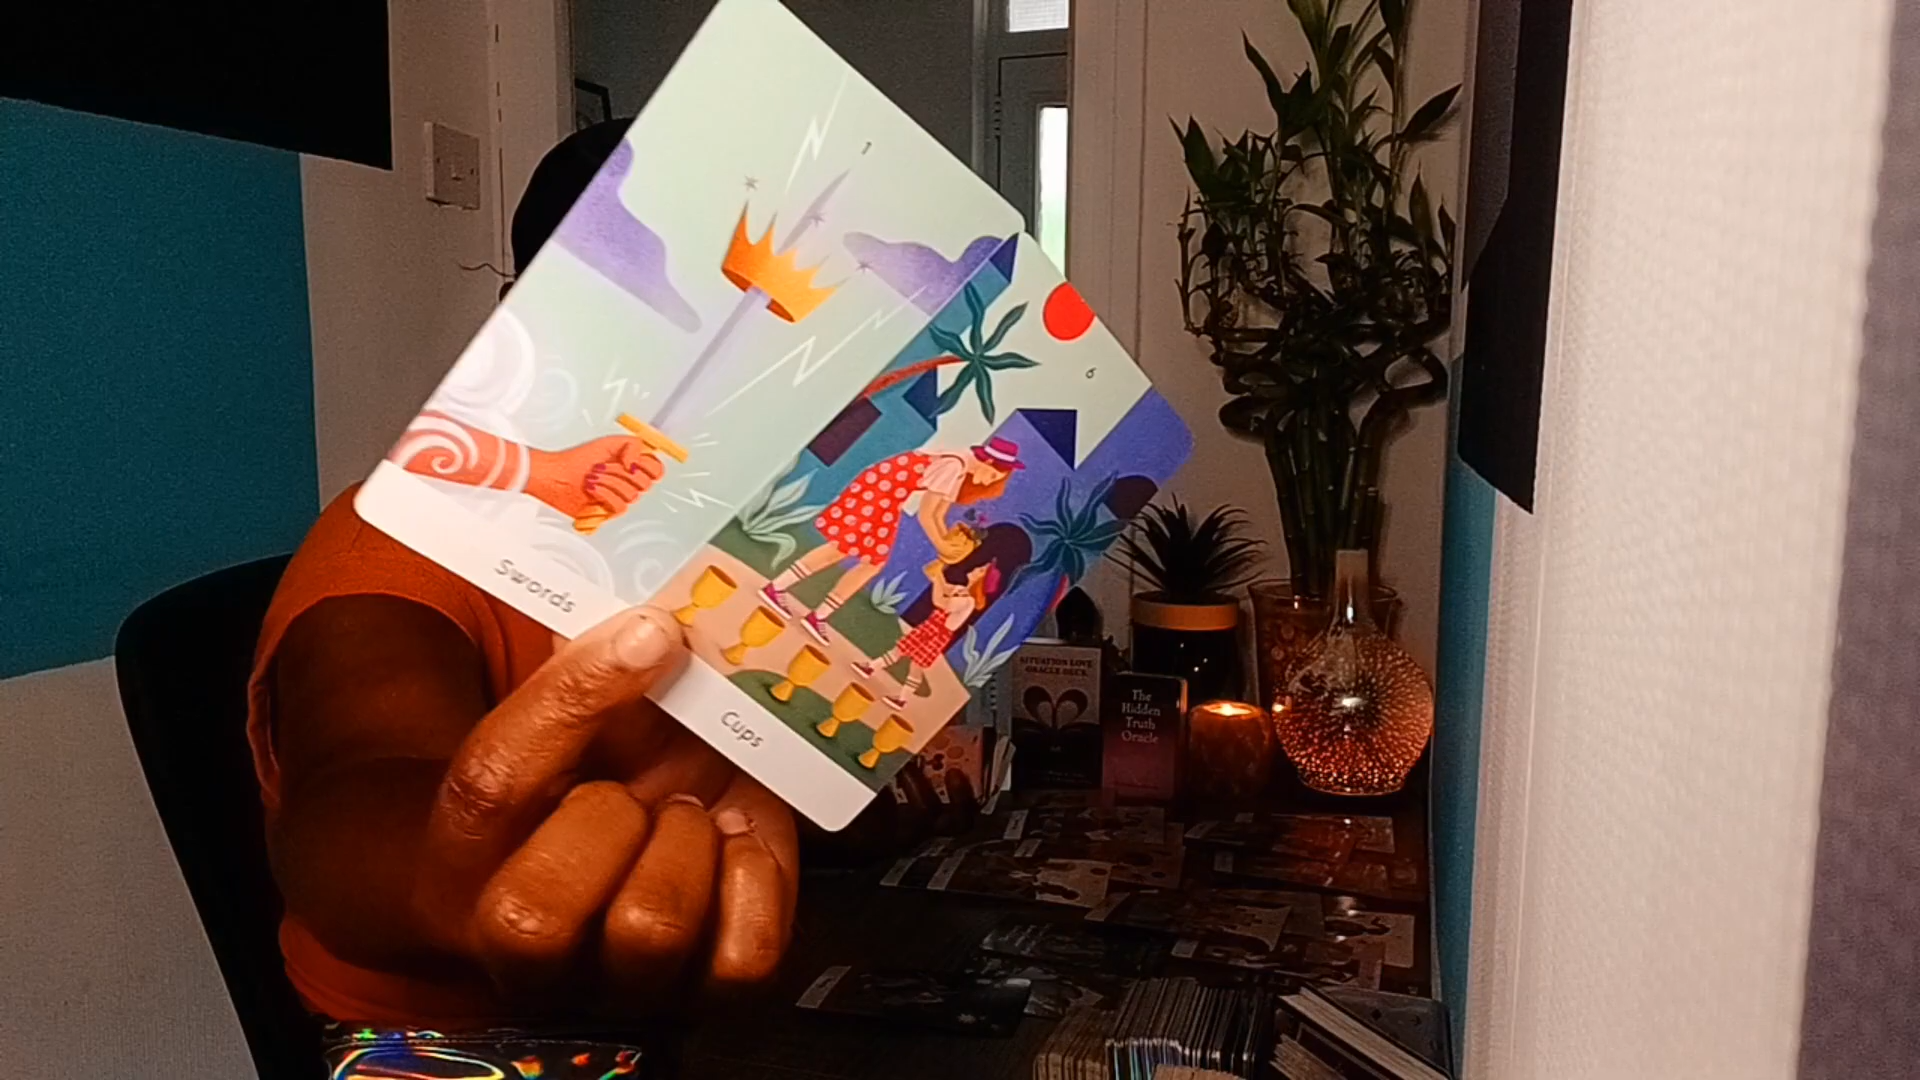 1
Swords
6
Cups
SITUATION LOVE
ORACLE DECK
The
Hidden
Truth
Oracle